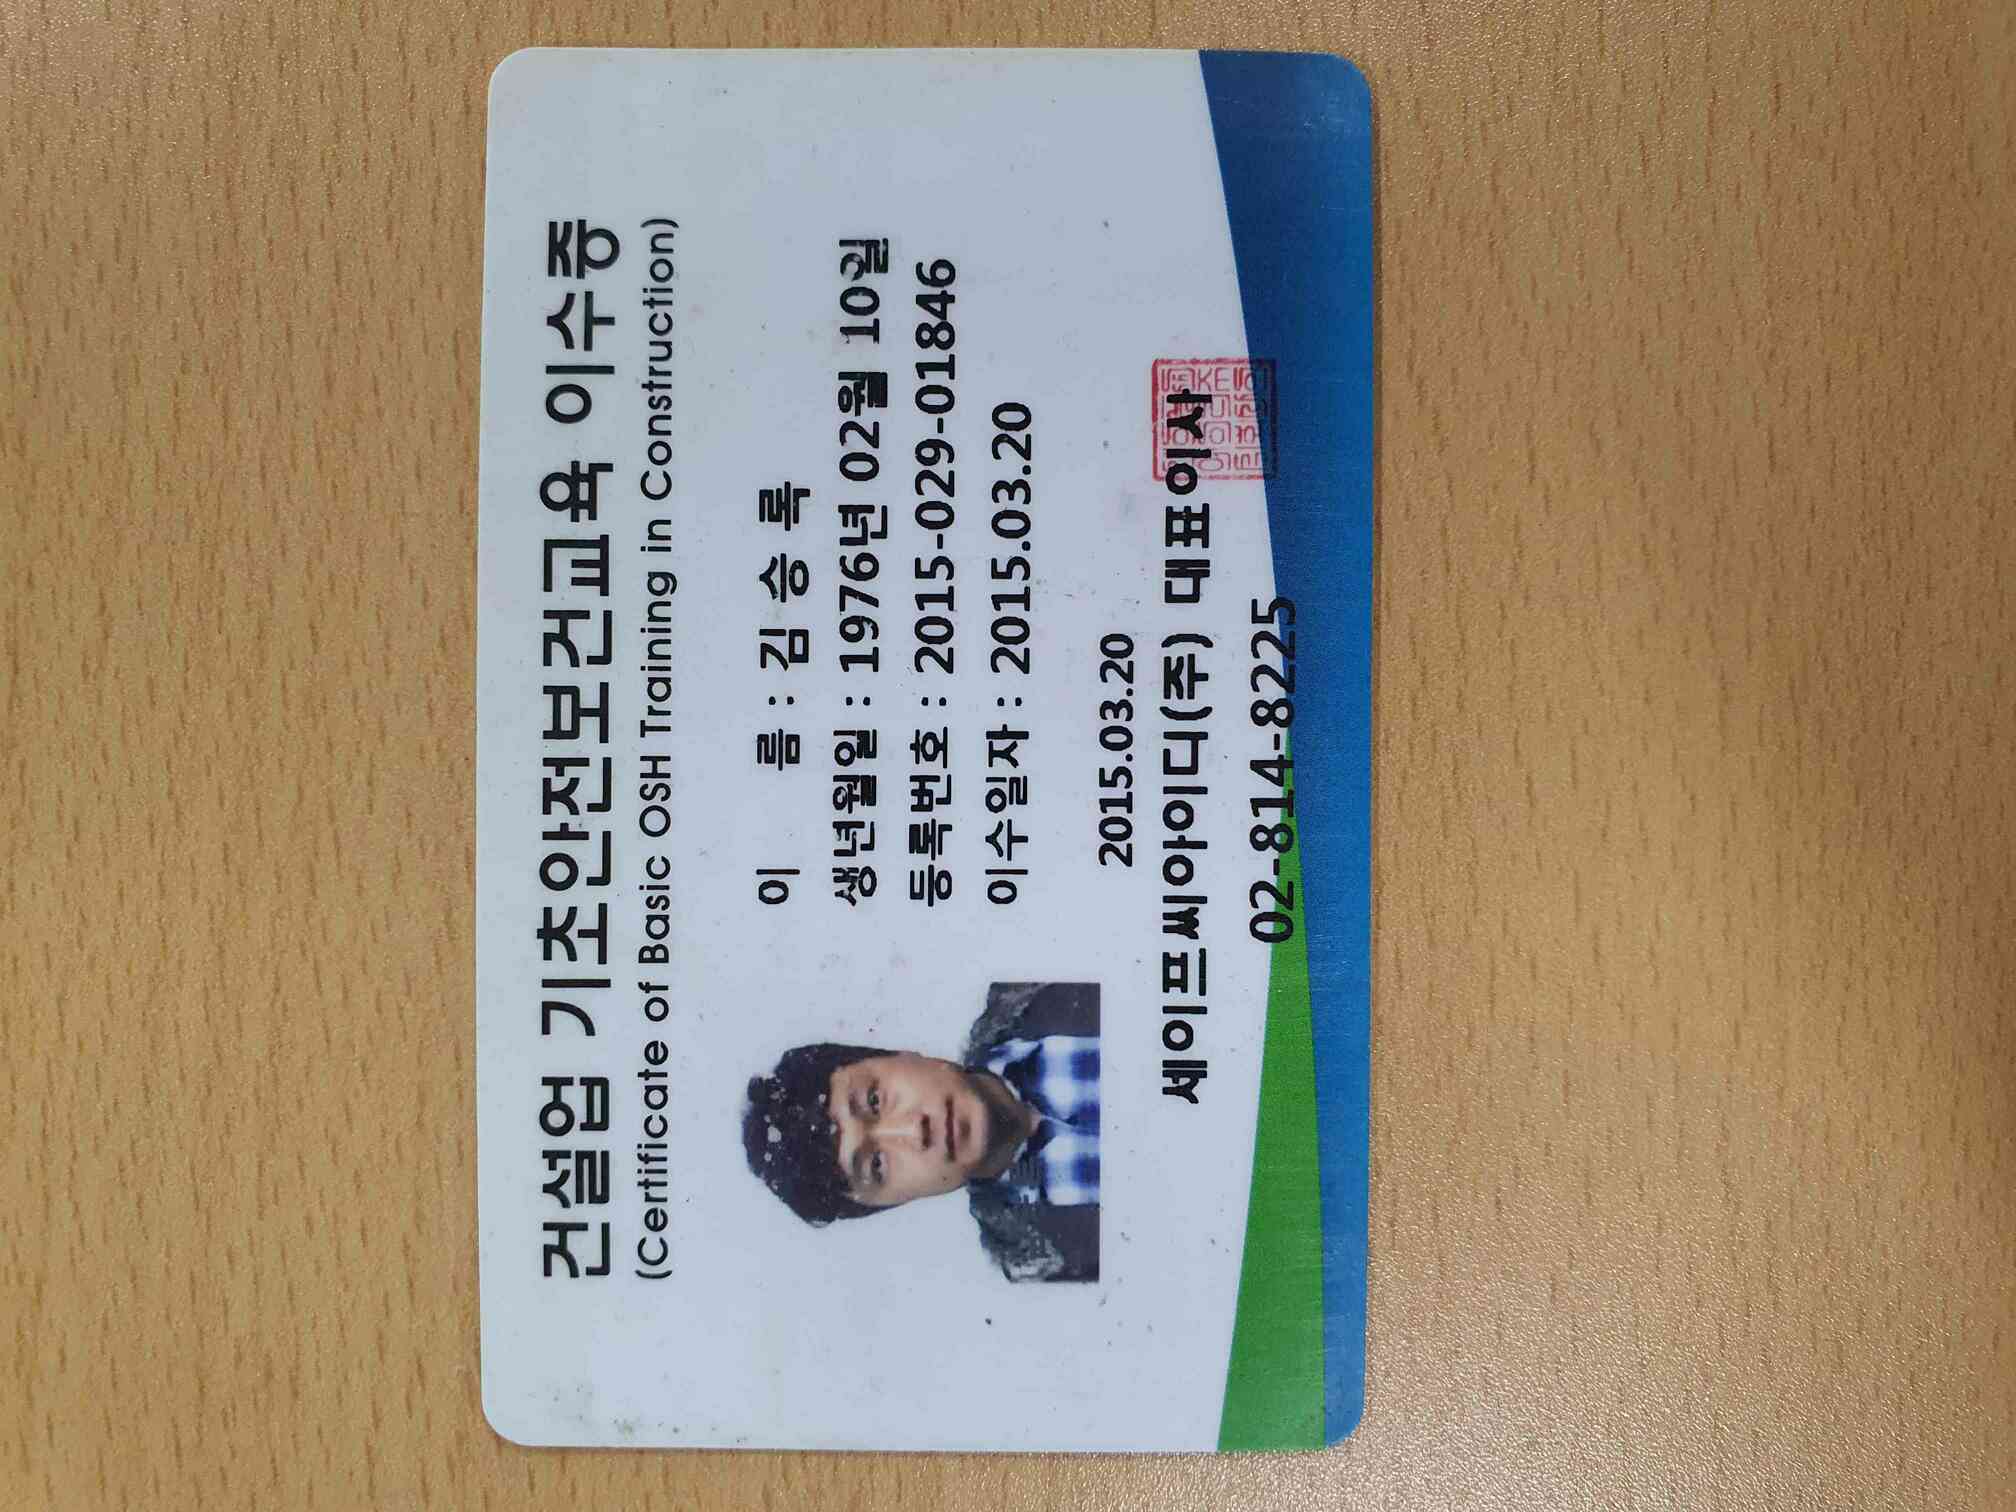 건설업 기초안전보건교육 이수증
(Certificate of Basic OSH Training in Construction)
이 름 : 김 승 록
생년월일 : 1976년 02월 10일
등록번호 : 2015-029-01846
이수일자 : 2015.03.20
2015.03.20
세이프씨아이디(주) 대표이사
02-814-8225